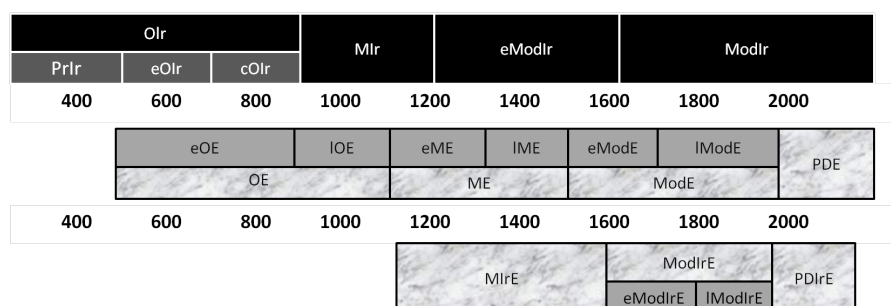 OIr MIr eModIr ModIr
PrIr eOIr cOIr
400 600 800 1000 1200 1400 1600 1800 2000
eOE lOE eME lME eModE lModE PDE
OE ME ModE
400 600 800 1000 1200 1400 1600 1800 2000
MIrE ModIrE PDIrE
eModIrE lModIrE